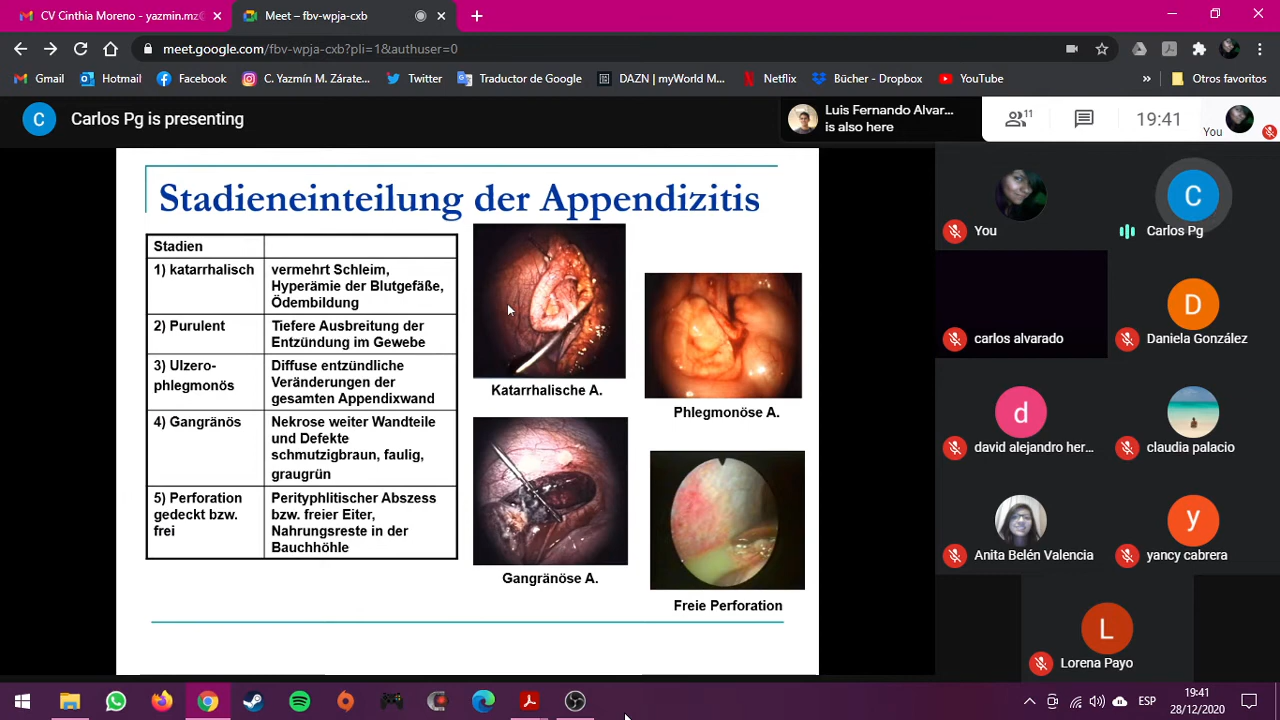 CV Cinthia Moreno - yazmin.mz
Meet – fbv-wpja-cxb
meet.google.com/fbv-wpja-cxb?pli=1&authuser=0
Gmail
Hotmail
Facebook
C. Yazmín M. Zárate...
Twitter
Traductor de Google
DAZN | myWorld M...
Netflix
Bücher - Dropbox
YouTube
»
Otros favoritos
C
Carlos Pg is presenting
Luis Fernando Alvar...
is also here
11
19:41
You
Stadieneinteilung der Appendizitis
Stadien
1) katarrhalisch
vermehrt Schleim,
Hyperämie der Blutgefäße,
Ödembildung
2) Purulent
Tiefere Ausbreitung der
Entzündung im Gewebe
3) Ulzero-
phlegmonös
Diffuse entzündliche
Veränderungen der
gesamten Appendixwand
4) Gangränös
Nekrose weiter Wandteile
und Defekte
schmutzigbraun, faulig,
graugrün
5) Perforation
gedeckt bzw.
frei
Perityphlitischer Abszess
bzw. freier Eiter,
Nahrungsreste in der
Bauchhöhle
Katarrhalische A.
Phlegmonöse A.
Gangränöse A.
Freie Perforation
You
C
Carlos Pg
carlos alvarado
D
Daniela González
d
david alejandro her...
claudia palacio
Anita Belén Valencia
y
yancy cabrera
L
Lorena Payo
ESP
19:41
28/12/2020